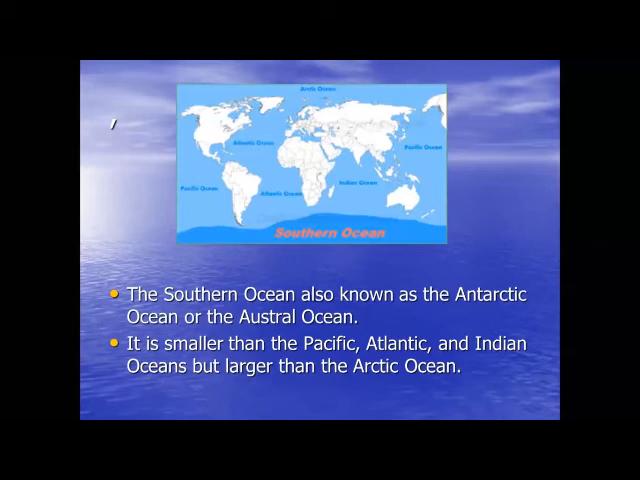 ,
Arctic Ocean
Atlantic Ocean
Pacific Ocean
Pacific Ocean
Indian Ocean
Atlantic Ocean
Southern Ocean
The Southern Ocean also known as the Antarctic
Ocean or the Austral Ocean.
It is smaller than the Pacific, Atlantic, and Indian
Oceans but larger than the Arctic Ocean.